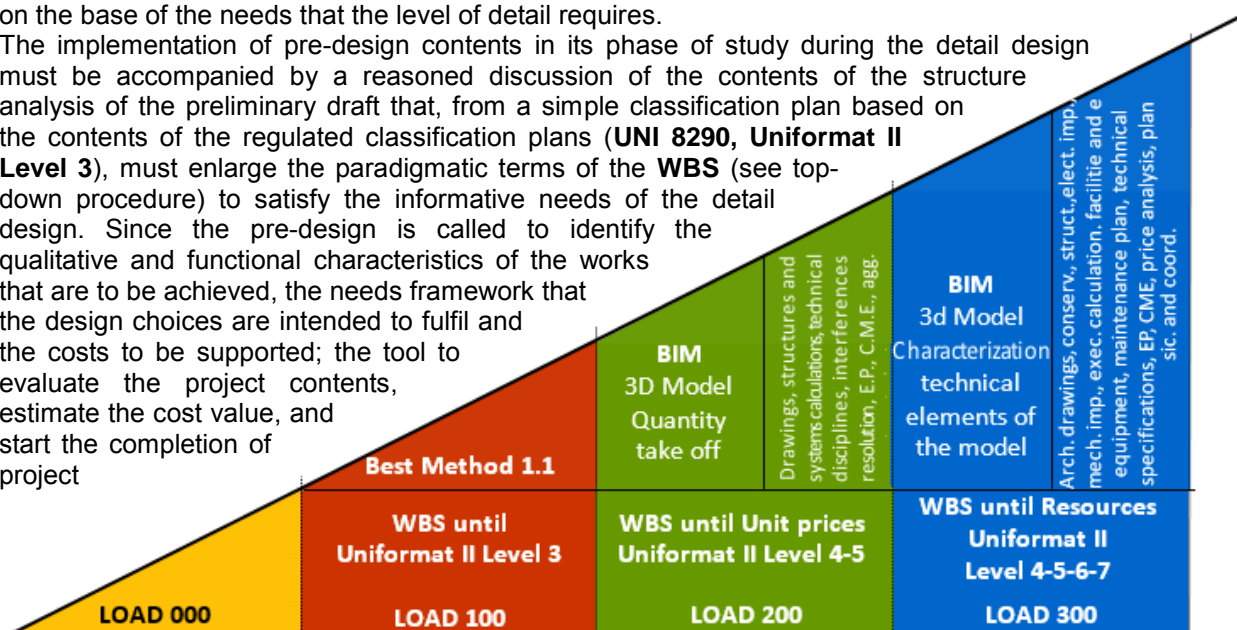 on the base of the needs that the level of detail requires.
The implementation of pre-design contents in its phase of study during the detail design
must be accompanied by a reasoned discussion of the contents of the structure
analysis of the preliminary draft that, from a simple classification plan based on
the contents of the regulated classification plans (UNI 8290, Uniformat II
Level 3), must enlarge the paradigmatic terms of the WBS (see top-
down procedure) to satisfy the informative needs of the detail
design. Since the pre-design is called to identify the
qualitative and functional characteristics of the works
that are to be achieved, the needs framework that
the design choices are intended to fulfil and
the costs to be supported; the tool to
evaluate the project contents,
estimate the cost value, and
start the completion of
project
Best Method 1.1
WBS until
Uniformat II Level 3
LOAD 000
LOAD 100
BIM
3D Model
Quantity
take off
Drawings, structures and
systems calculations, technical
disciplines, interferences
resolution, E.P., C.M.E., agg.
WBS until Unit prices
Uniformat II Level 4-5
LOAD 200
BIM
3d Model
Characterization
technical
elements of
the model
Arch. drawings, conserv., struct.,elect. imp.,
mech. imp., exec. calculation. facilitie and e
equipment, maintenance plan, technical
specifications, EP, CME, price analysis, plan
sic. and coord.
WBS until Resources
Uniformat II
Level 4-5-6-7
LOAD 300